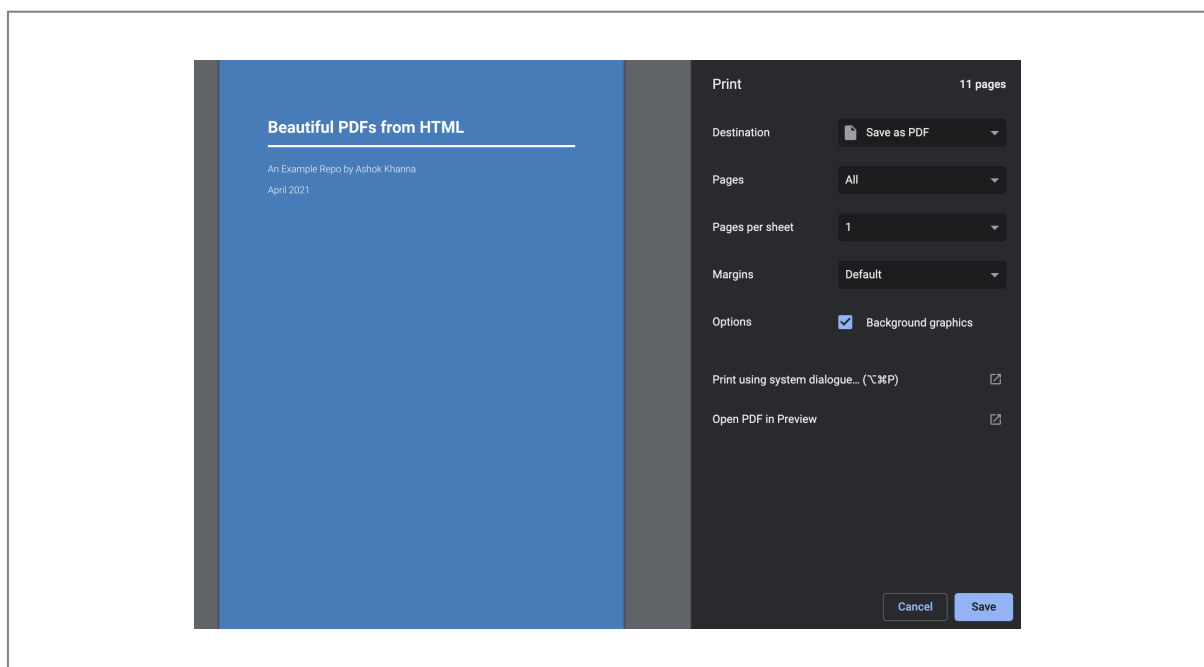 Beautiful PDFs from HTML
An Example Repo by Ashok Khanna
April 2021
Print 11 pages
Destination Save as PDF
Pages All
Pages per sheet 1
Margins Default
Options Background graphics
Print using system dialogue... (⌥⌘P)
Open PDF in Preview
Cancel Save